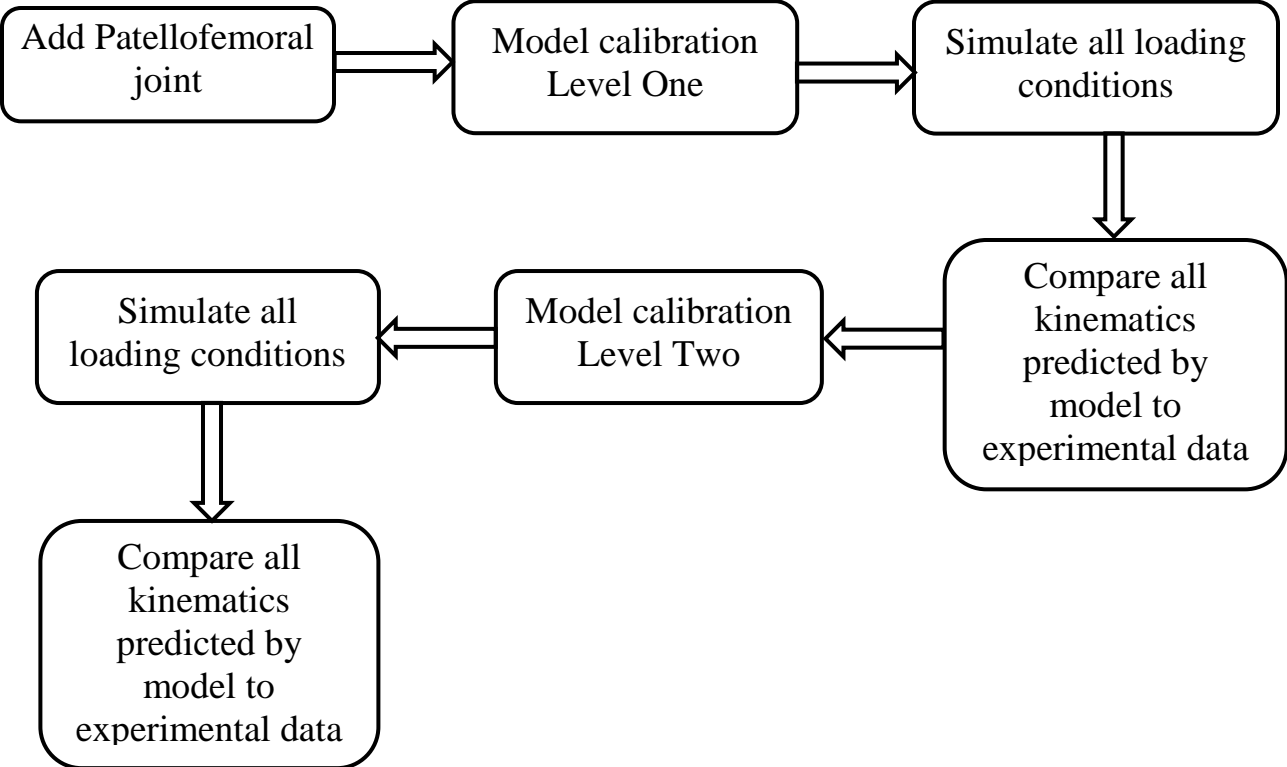 Add Patellofemoral
joint
Model calibration
Level One
Simulate all loading
conditions
Compare all
kinematics
predicted by
model to
experimental data
Model calibration
Level Two
Simulate all
loading conditions
Compare all
kinematics
predicted by
model to
experimental data